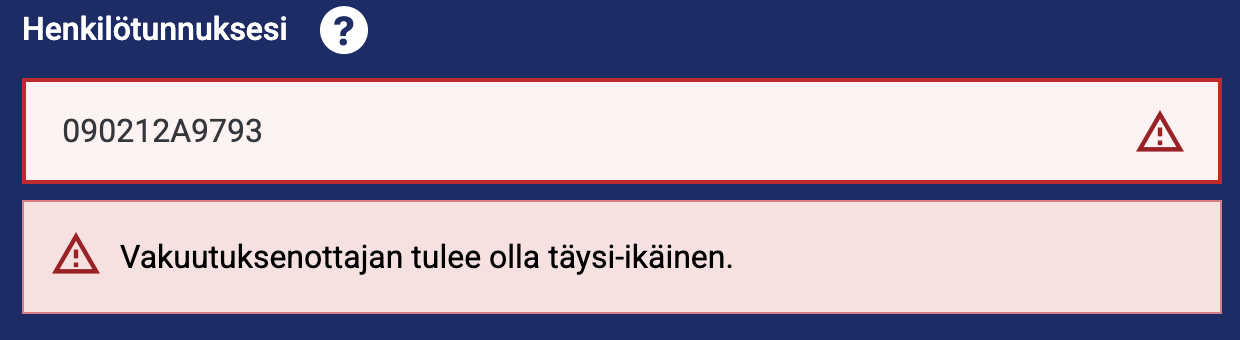 Henkilötunnuksesi ?
090212A9793
Vakuutuksenottajan tulee olla täysi-ikäinen.